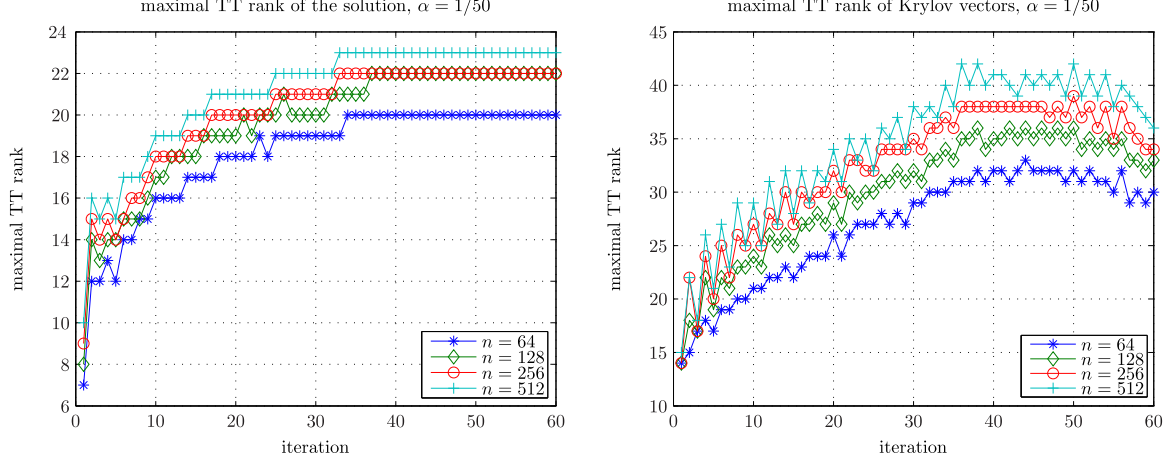 maximal TT rank of the solution, α = 1/50
maximal TT rank
24
22
20
18
16
14
12
10
8
6
0
10
20
30
40
50
60
iteration
n = 64
n = 128
n = 256
n = 512
maximal TT rank of Krylov vectors, α = 1/50
maximal TT rank
45
40
35
30
25
20
15
10
0
10
20
30
40
50
60
iteration
n = 64
n = 128
n = 256
n = 512